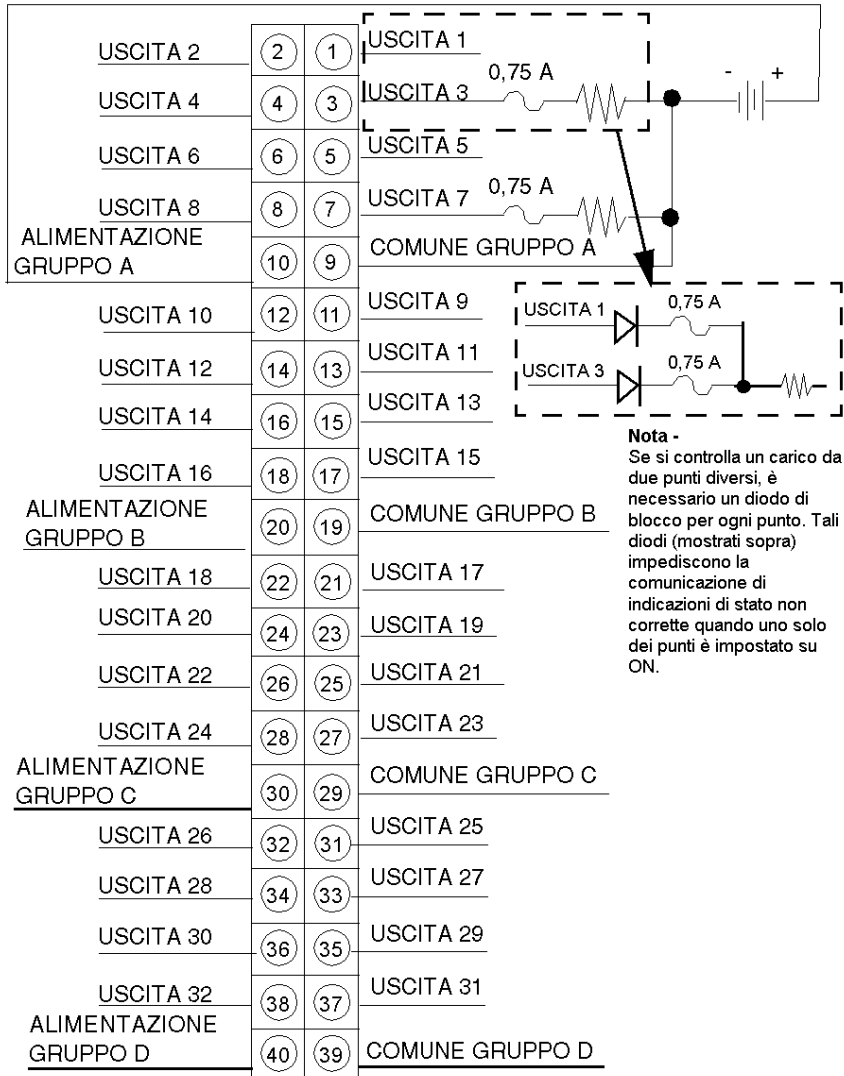 USCITA 2 2 1 USCITA 1
0,75 A - +
USCITA 4 4 3 USCITA 3
USCITA 6 6 5 USCITA 5
0,75 A
USCITA 8 8 7 USCITA 7
ALIMENTAZIONE
GRUPPO A 10 9 COMUNE GRUPPO A
USCITA 10 12 11 USCITA 9
USCITA 12 14 13 USCITA 11
USCITA 14 16 15 USCITA 13
USCITA 16 18 17 USCITA 15
ALIMENTAZIONE
GRUPPO B 20 19 COMUNE GRUPPO B
USCITA 18 22 21 USCITA 17
USCITA 20 24 23 USCITA 19
USCITA 22 26 25 USCITA 21
USCITA 24 28 27 USCITA 23
ALIMENTAZIONE
GRUPPO C 30 29 COMUNE GRUPPO C
USCITA 26 32 31 USCITA 25
USCITA 28 34 33 USCITA 27
USCITA 30 36 35 USCITA 29
USCITA 32 38 37 USCITA 31
ALIMENTAZIONE
GRUPPO D 40 39 COMUNE GRUPPO D
USCITA 1 0,75 A
USCITA 3 0,75 A
Nota -
Se si controlla un carico da
due punti diversi, è
necessario un diodo di
blocco per ogni punto. Tali
diodi (mostrati sopra)
impediscono la
comunicazione di
indicazioni di stato non
corrette quando uno solo
dei punti è impostato su
ON.